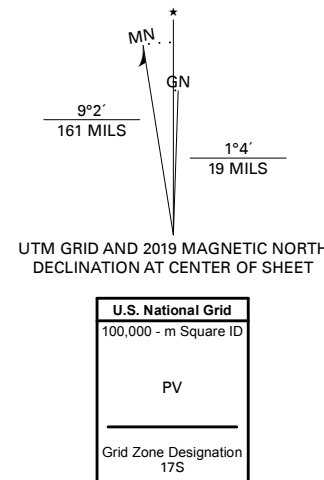 ★
MN
GN
9°2´
161 MILS
1°4´
19 MILS
UTM GRID AND 2019 MAGNETIC NORTH
DECLINATION AT CENTER OF SHEET
U.S. National Grid
100,000 - m Square ID
PV
Grid Zone Designation
17S